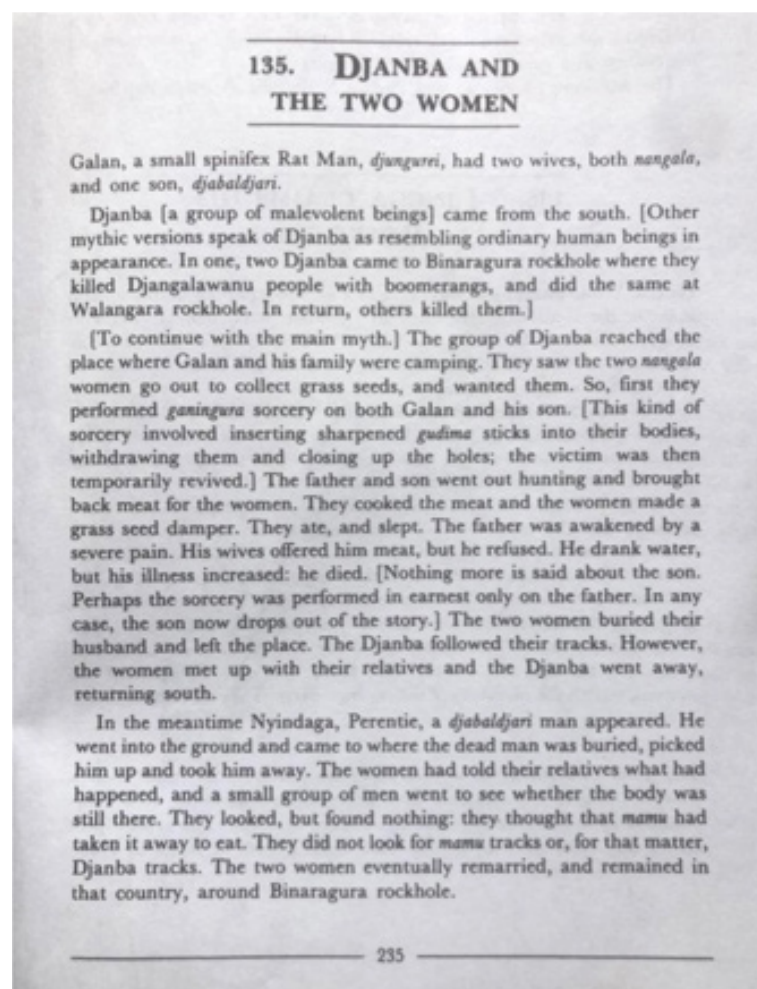 135. DJANBA AND
THE TWO WOMEN
Galan, a small spinifex Rat Man, djungurei, had two wives, both nangala,
and one son, djabaldjari.
Djanba [a group of malevolent beings] came from the south. [Other
mythic versions speak of Djanba as resembling ordinary human beings in
appearance. In one, two Djanba came to Binaragura rockhole where they
killed Djangalawanu people with boomerangs, and did the same at
Walangara rockhole. In return, others killed them.]
[To continue with the main myth.] The group of Djanba reached the
place where Galan and his family were camping. They saw the two nangala
women go out to collect grass seeds, and wanted them. So, first they
performed ganingura sorcery on both Galan and his son. [This kind of
sorcery involved inserting sharpened gudima sticks into their bodies,
withdrawing them and closing up the holes; the victim was then
temporarily revived.] The father and son went out hunting and brought
back meat for the women. They cooked the meat and the women made a
grass seed damper. They ate, and slept. The father was awakened by a
severe pain. His wives offered him meat, but he refused. He drank water,
but his illness increased: he died. [Nothing more is said about the son.
Perhaps the sorcery was performed in earnest only on the father. In any
case, the son now drops out of the story.] The two women buried their
husband and left the place. The Djanba followed their tracks. However,
the women met up with their relatives and the Djanba went away,
returning south.
In the meantime Nyindaga, Perentie, a djabaldjari man appeared. He
went into the ground and came to where the dead man was buried, picked
him up and took him away. The women had told their relatives what had
happened, and a small group of men went to see whether the body was
still there. They looked, but found nothing: they thought that mamu had
taken it away to eat. They did not look for mamu tracks or, for that matter,
Djanba tracks. The two women eventually remarried, and remained in
that country, around Binaragura rockhole.
235